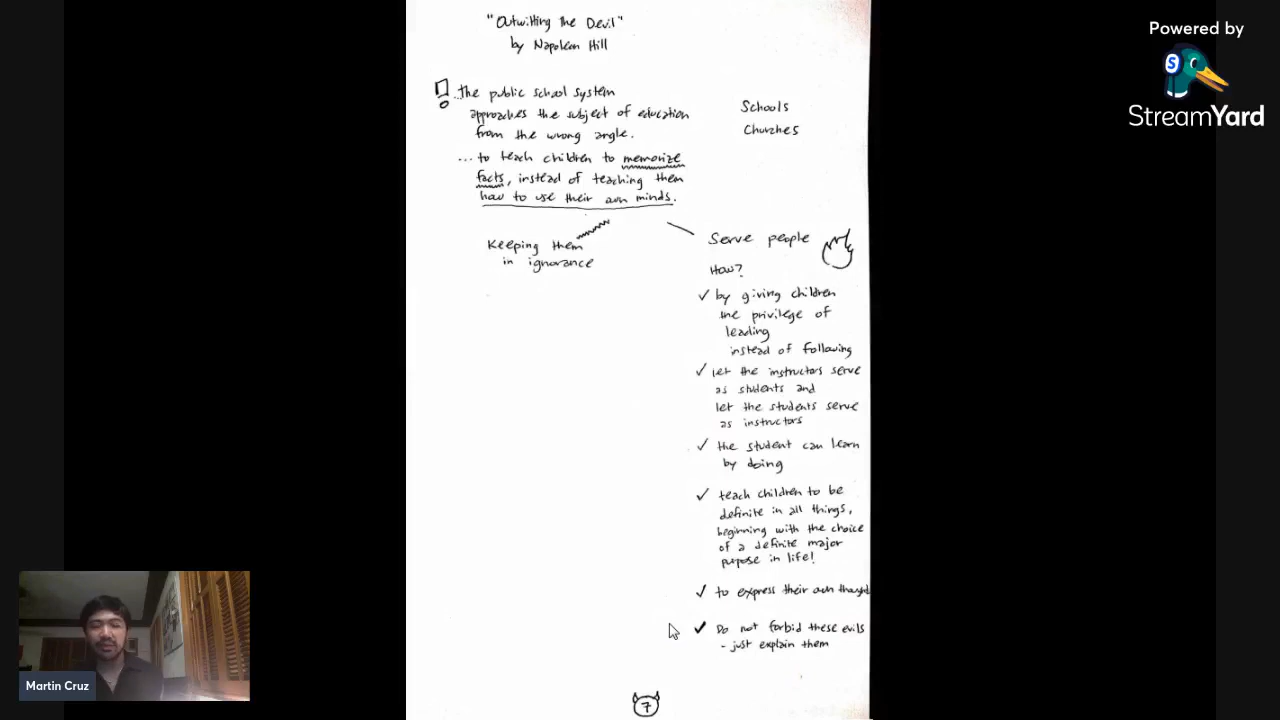 "Outwitting the Devil"
by Napoleon Hill
...the public school system
approaches the subject of education
from the wrong angle.
... to teach children to memorize
facts, instead of teaching them
how to use their own minds.
Keeping them
in ignorance
Schools
Churches
Serve people
How?
✓ by giving children
the privilege of
leading
instead of following
✓ Let the instructors serve
as students and
let the students serve
as instructors
✓ the student can learn
by doing
✓ teach children to be
definite in all things,
beginning with the choice
of a definite major
purpose in life!
✓ to express their own thought
✓ Do not forbid these evils
- just explain them
7
Powered by
S
StreamYard
Martin Cruz